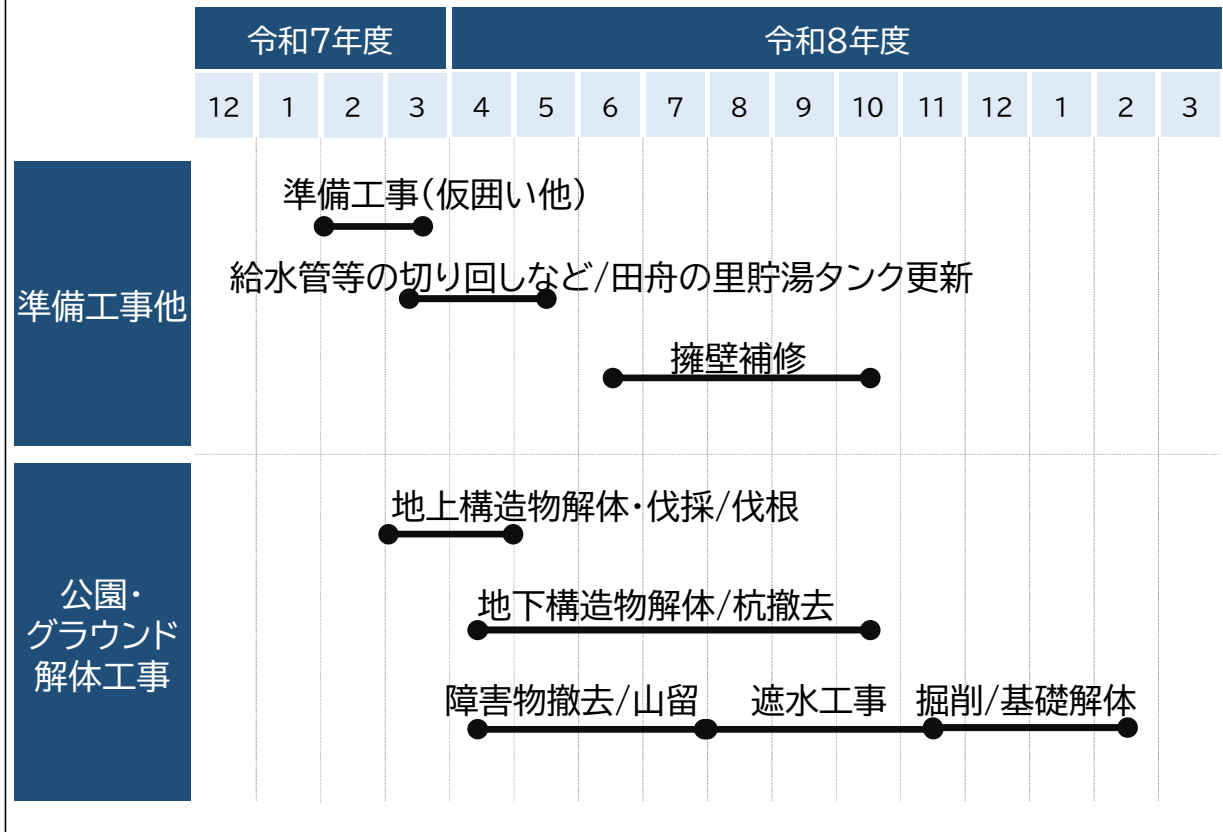 令和7年度 令和8年度
12 1 2 3 4 5 6 7 8 9 10 11 12 1 2 3
準備工事他
準備工事(仮囲い他)
給水管等の切り回しなど/田舟の里貯湯タンク更新
擁壁補修
公園・
グラウンド
解体工事
地上構造物解体・伐採/伐根
地下構造物解体/杭撤去
障害物撤去/山留 遮水工事 掘削/基礎解体